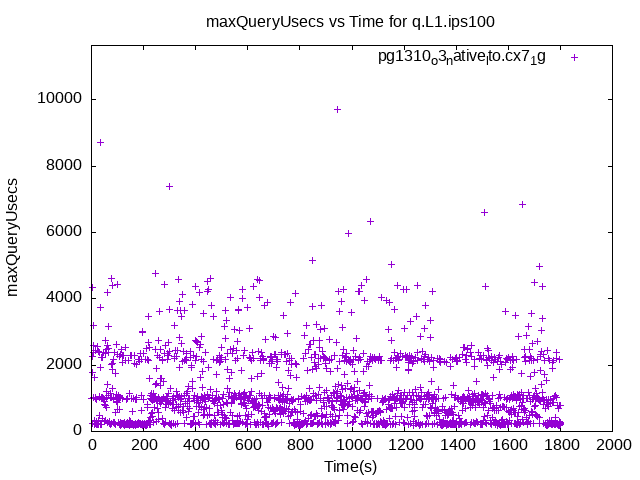 maxQueryUsecs vs Time for q.L1.ips100
pg1310o3nativelto.cx71g
maxQueryUsecs
10000
8000
6000
4000
2000
0
0 200 400 600 800 1000 1200 1400 1600 1800 2000
Time(s)